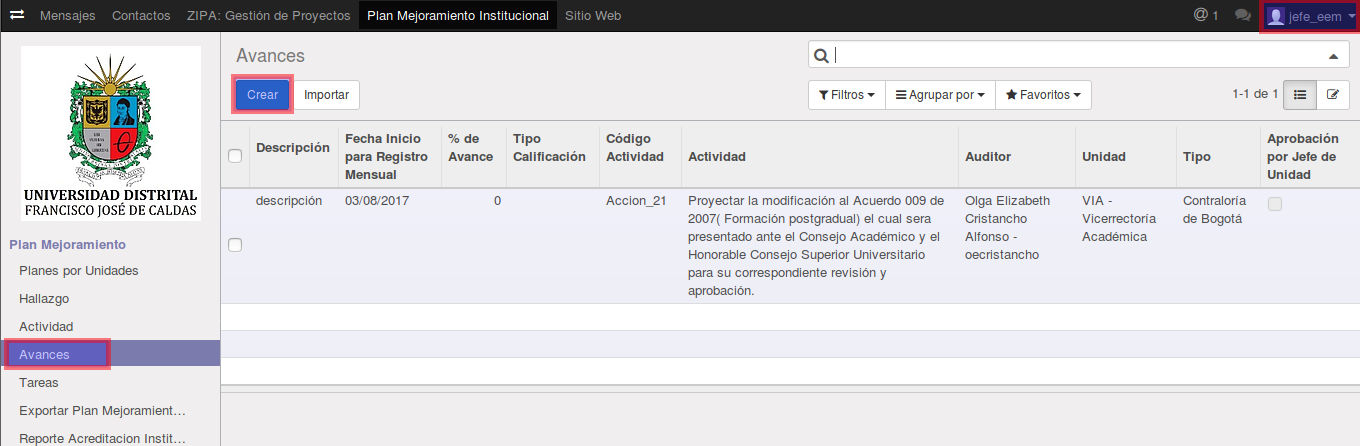 Mensajes Contactos ZIPA: Gestión de Proyectos Plan Mejoramiento Institucional Sitio Web @ 1 jefe_eem
UNIVERSIDAD DISTRITAL
FRANCISCO JOSÉ DE CALDAS
Plan Mejoramiento
Planes por Unidades
Hallazgo
Actividad
Avances
Tareas
Exportar Plan Mejoramient…
Reporte Acreditacion Instit…
Avances
Crear Importar
Filtros Agrupar por Favoritos 1-1 de 1
Descripción
Fecha Inicio
para Registro
Mensual
% de
Avance
Tipo
Calificación
Código
Actividad
Actividad
Auditor
Unidad
Tipo
Aprobación
por Jefe de
Unidad
descripción
03/08/2017
0
Accion_21
Proyectar la modificación al Acuerdo 009 de
2007( Formación postgradual) el cual sera
presentado ante el Consejo Académico y el
Honorable Consejo Superior Universitario
para su correspondiente revisión y
aprobación.
Olga Elizabeth
Cristancho
Alfonso -
oecristancho
VIA -
Vicerrectoría
Académica
Contraloría
de Bogotá